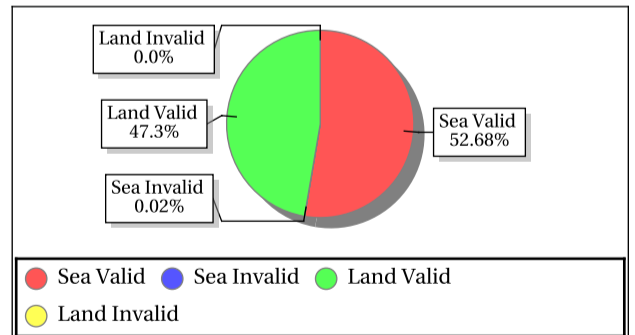 Land Invalid
0.0%
Land Valid
47.3%
Sea Valid
52.68%
Sea Invalid
0.02%
Sea Valid Sea Invalid Land Valid
Land Invalid